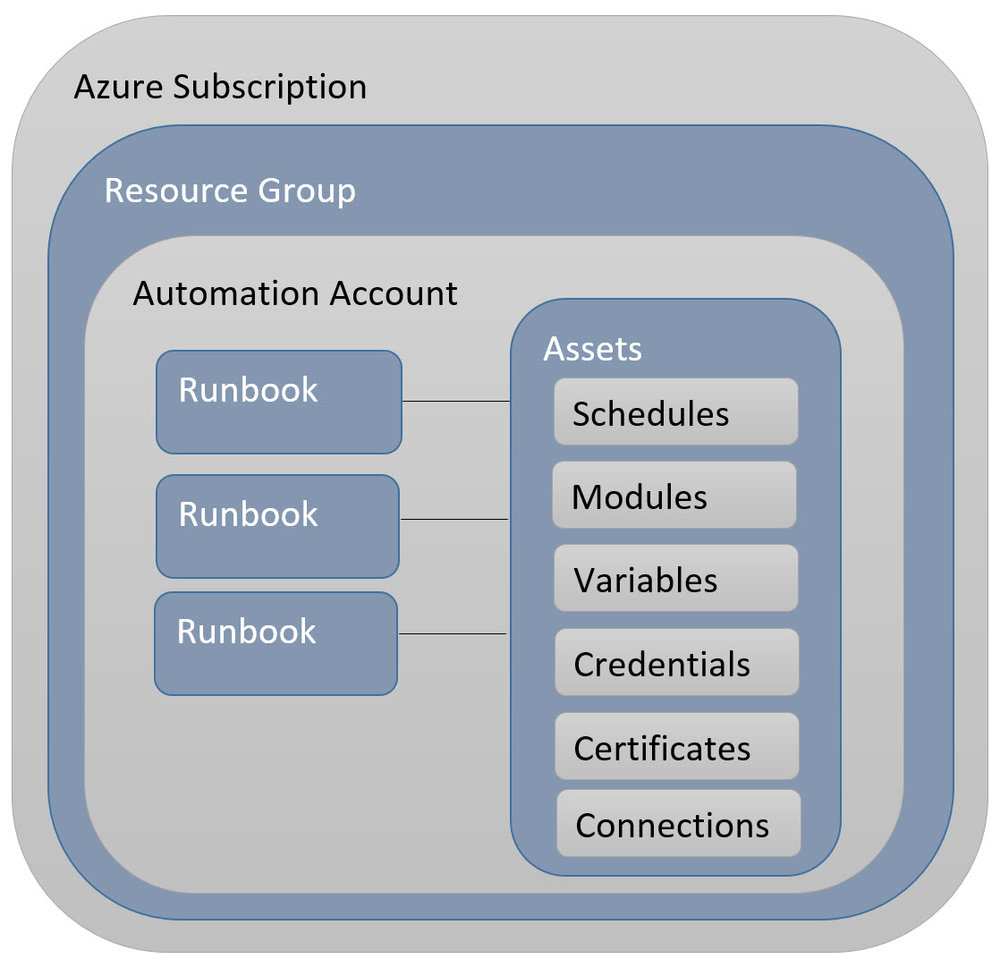 Azure Subscription
Resource Group
Automation Account
Runbook
Runbook
Runbook
Assets
Schedules
Modules
Variables
Credentials
Certificates
Connections